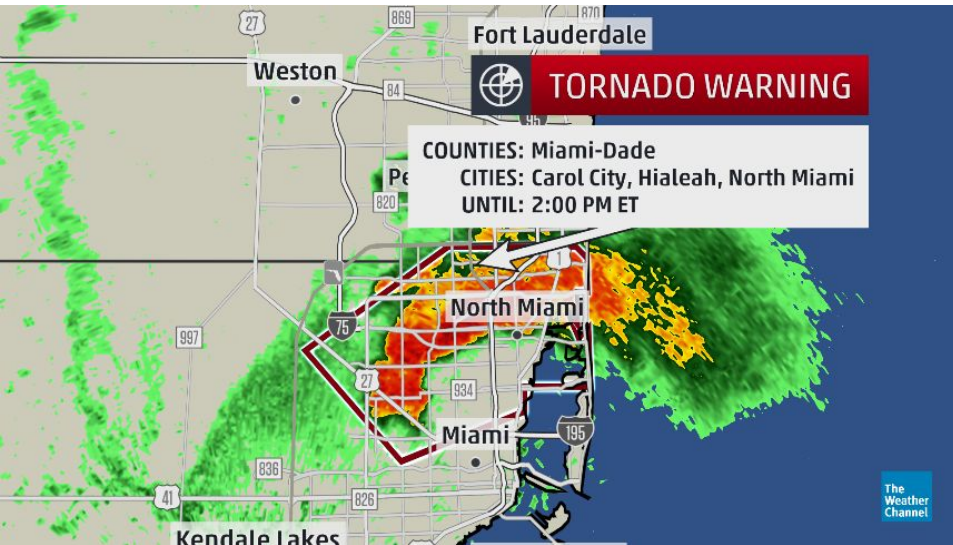 27
869
870
Fort Lauderdale
Weston
TORNADO WARNING
84
95
COUNTIES: Miami-Dade
CITIES: Carol City, Hialeah, North Miami
UNTIL: 2:00 PM ET
Pe
820
1
North Miami
75
997
27
934
Miami
195
836
41
826
The
Weather
Channel
Kendale Lakes